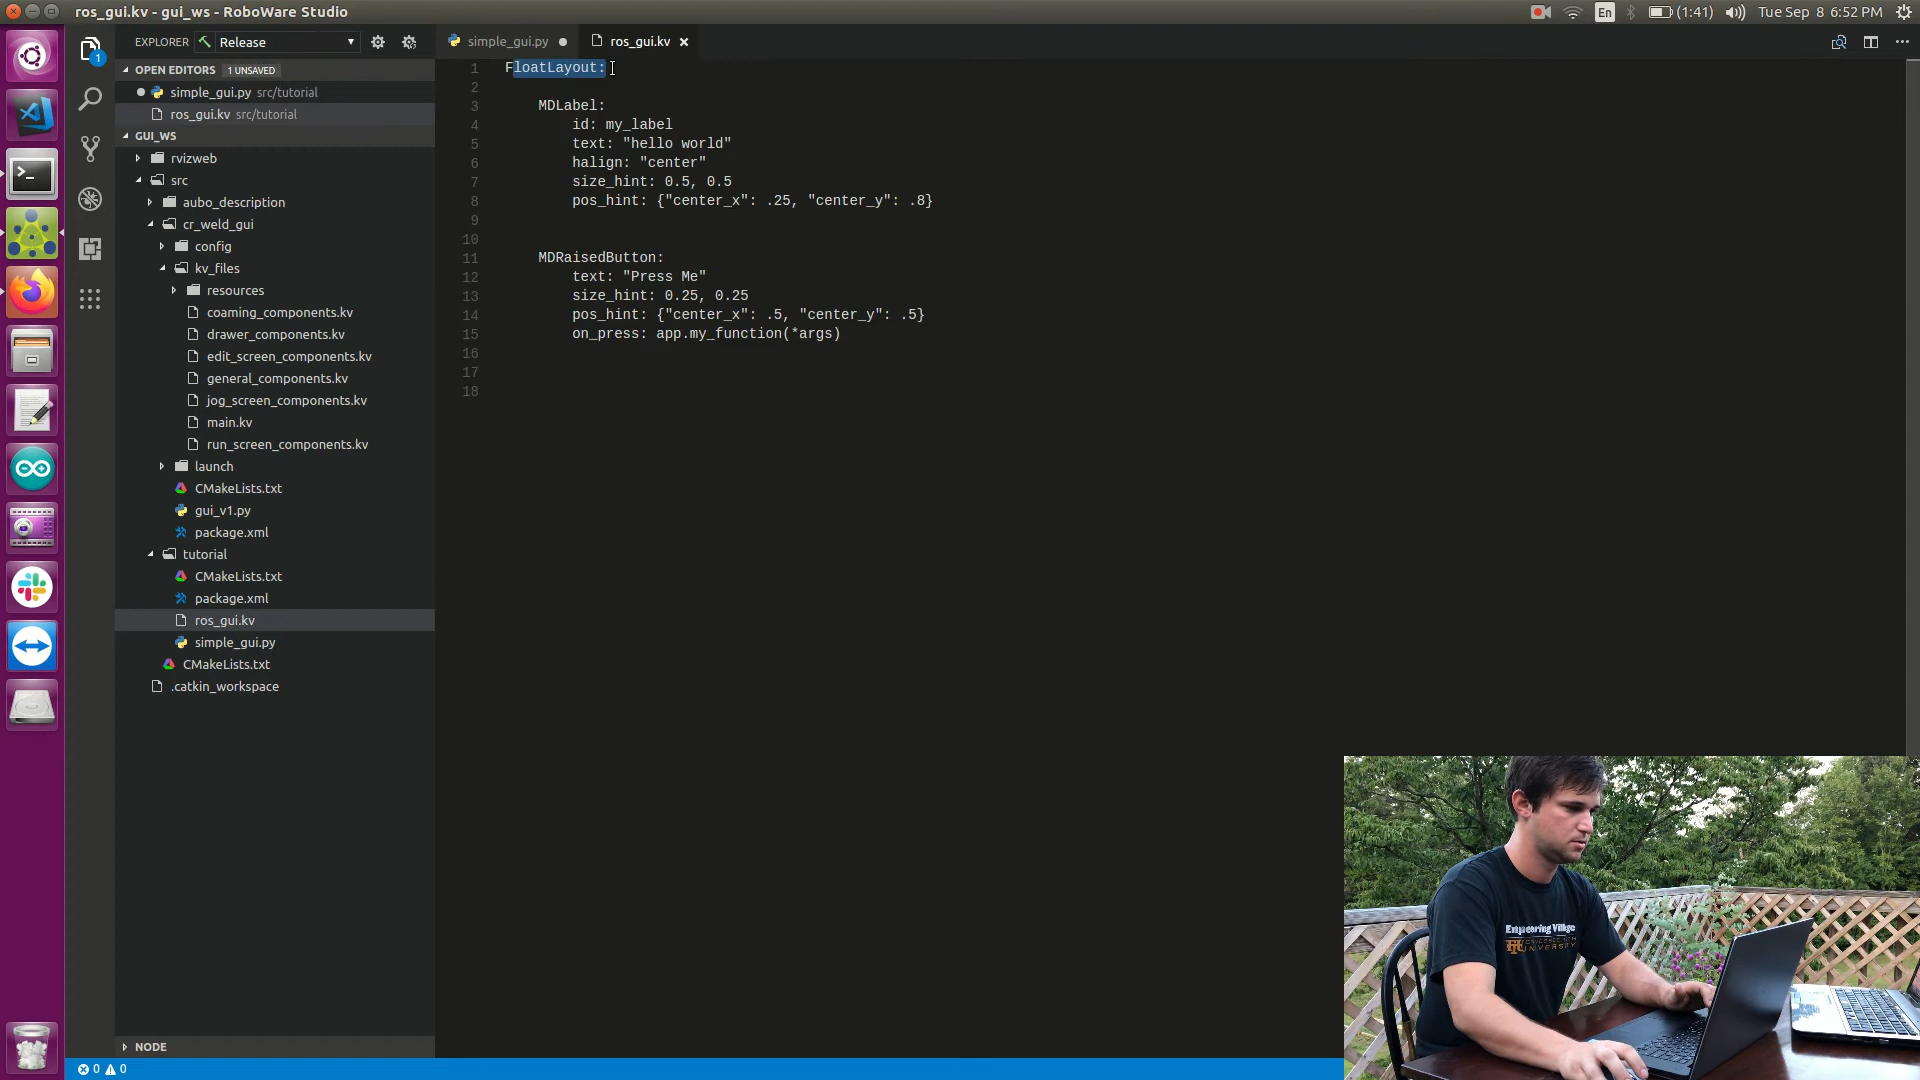 ros_gui.kv - gui_ws - RoboWare Studio
En
(1:41)
Tue Sep 8 6:52 PM
EXPLORER
Release
simple_gui.py
ros_gui.kv
OPEN EDITORS
1 UNSAVED
simple_gui.py src/tutorial
ros_gui.kv src/tutorial
GUI_WS
rvizweb
src
aubo_description
cr_weld_gui
config
kv_files
resources
coaming_components.kv
drawer_components.kv
edit_screen_components.kv
general_components.kv
jog_screen_components.kv
main.kv
run_screen_components.kv
launch
CMakeLists.txt
gui_v1.py
package.xml
tutorial
CMakeLists.txt
package.xml
ros_gui.kv
simple_gui.py
CMakeLists.txt
.catkin_workspace
NODE
0 0
1
1 FloatLayout:
2
3 MDLabel:
4 id: my_label
5 text: "hello world"
6 halign: "center"
7 size_hint: 0.5, 0.5
8 pos_hint: {"center_x": .25, "center_y": .8}
9
10
11 MDRaisedButton:
12 text: "Press Me"
13 size_hint: 0.25, 0.25
14 pos_hint: {"center_x": .5, "center_y": .5}
15 on_press: app.my_function(*args)
16
17
18
Village
UNIVERSITY